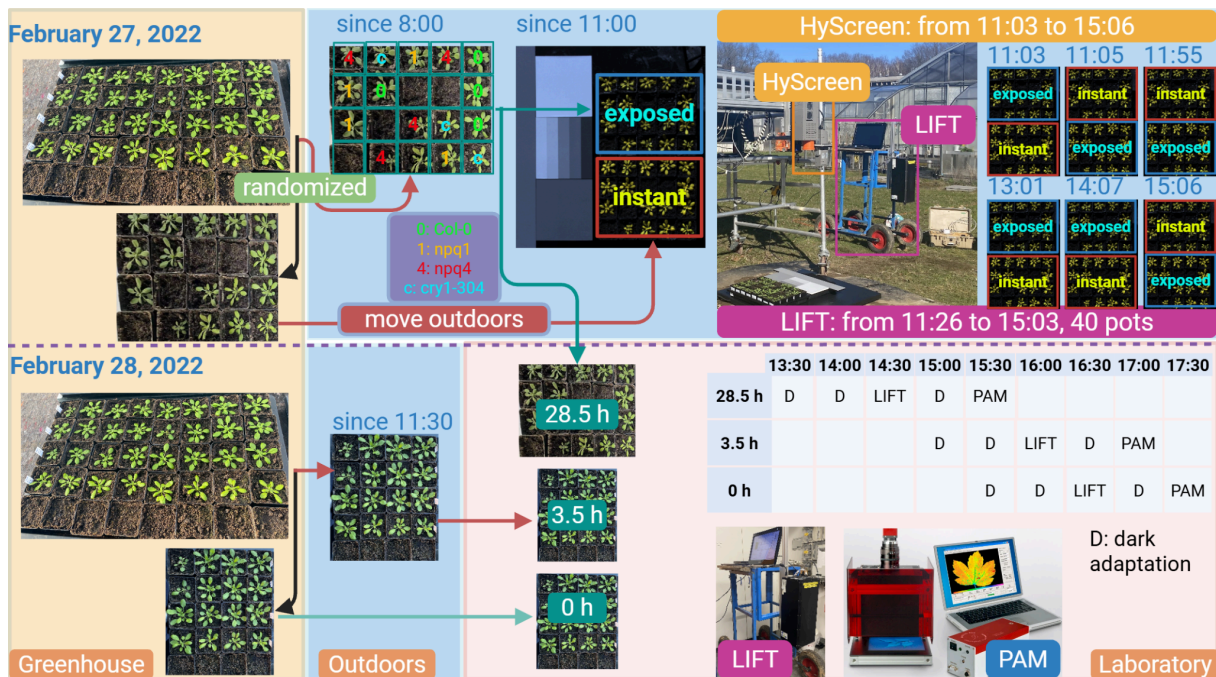 February 27, 2022
since 8:00
4 c 1 4 0
1 0 0
1 4 c 0
4 1 c
randomized
0: Col-0
1: npq1
4: npq4
c: cry1-304
move outdoors
since 11:00
exposed
instant
HyScreen: from 11:03 to 15:06
HyScreen
LIFT
11:03 11:05 11:55
exposed instant instant
instant exposed exposed
13:01 14:07 15:06
exposed exposed instant
instant instant exposed
LIFT: from 11:26 to 15:03, 40 pots
February 28, 2022
since 11:30
28.5 h
3.5 h
0 h
13:30 14:00 14:30 15:00 15:30 16:00 16:30 17:00 17:30
28.5 h D D LIFT D PAM
3.5 h D D LIFT D PAM
0 h D D LIFT D PAM
D: dark
adaptation
LIFT
PAM
Greenhouse
Outdoors
Laboratory